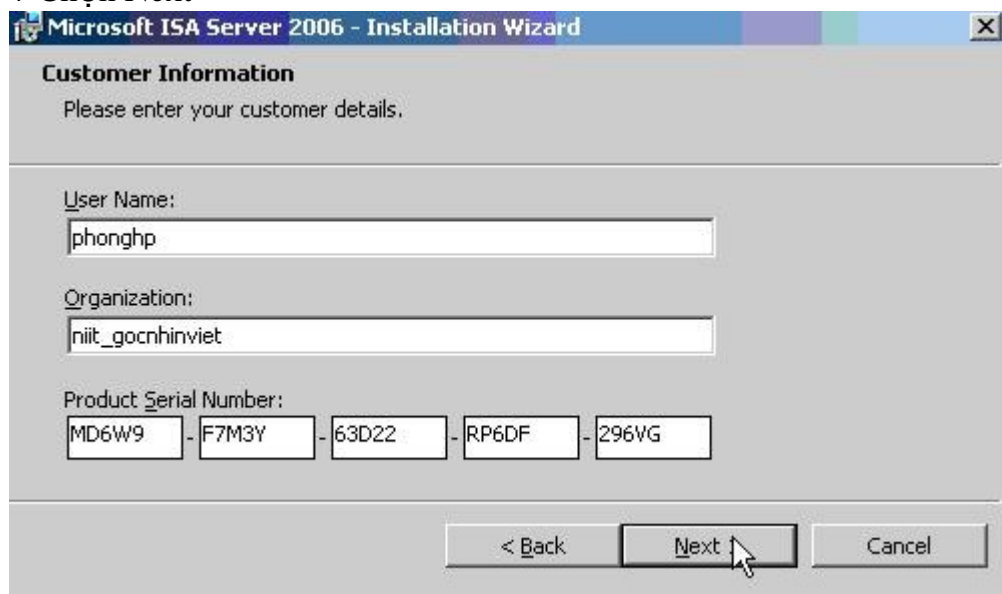 Microsoft ISA Server 2006 - Installation Wizard
Customer Information
Please enter your customer details.
User Name:
phonghp
Organization:
niit_gocnhinviet
Product Serial Number:
MD6W9 - F7M3Y - 63D22 - RP6DF - 296VG
< Back Next > Cancel